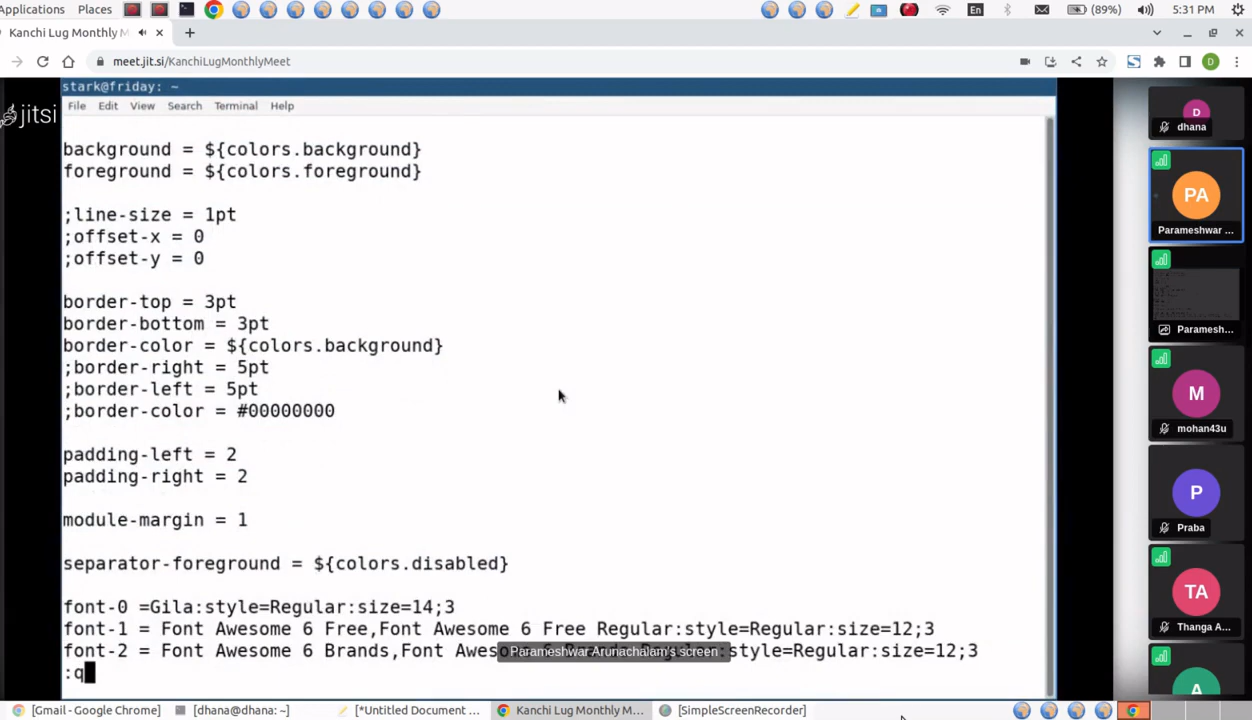 Applications Places En (89%) 5:31 PM
Kanchi Lug Monthly M
meet.jit.si/KanchiLugMonthlyMeet D
stark@friday: ~
jitsi
File Edit View Search Terminal Help
background = ${colors.background}
foreground = ${colors.foreground}
;line-size = 1pt
;offset-x = 0
;offset-y = 0
border-top = 3pt
border-bottom = 3pt
border-color = ${colors.background}
;border-right = 5pt
;border-left = 5pt
;border-color = #00000000
padding-left = 2
padding-right = 2
module-margin = 1
separator-foreground = ${colors.disabled}
font-0 =Gila:style=Regular:size=14;3
font-1 = Font Awesome 6 Free,Font Awesome 6 Free Regular:style=Regular:size=12;3
font-2 = Font Awesome 6 Brands,Font Aweso style=Regular:size=12;3
Parameshwar Arunachalam's screen
:q
D
dhana
PA
Parameshwar ...
Paramesh...
M
mohan43u
P
Praba
TA
Thanga A...
A
[Gmail - Google Chrome] [dhana@dhana: ~] [*Untitled Document ... Kanchi Lug Monthly M... [SimpleScreenRecorder]